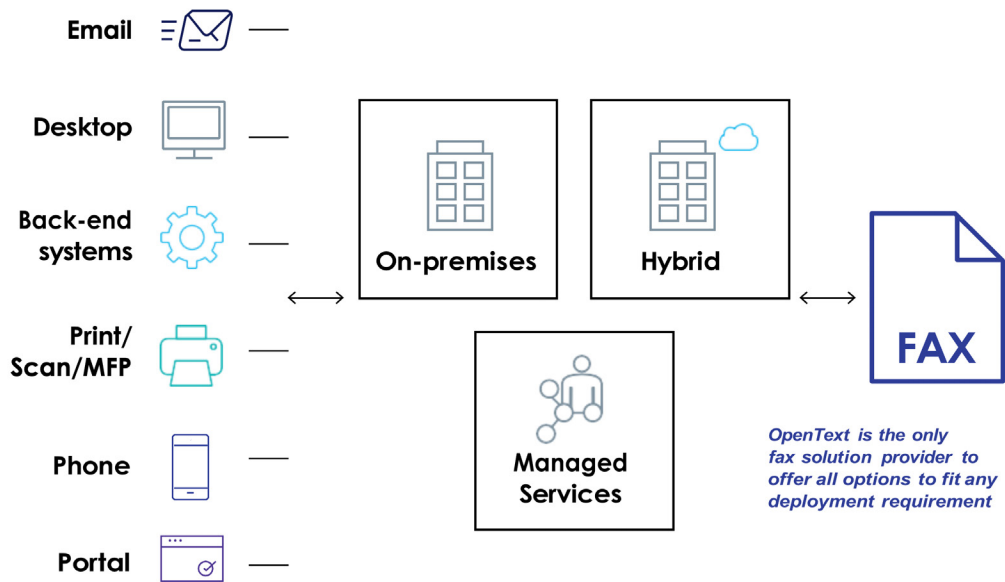 Email
Desktop
Back-end
systems
Print/
Scan/MFP
Phone
Portal
On-premises
Hybrid
Managed
Services
FAX
OpenText is the only
fax solution provider to
offer all options to fit any
deployment requirement